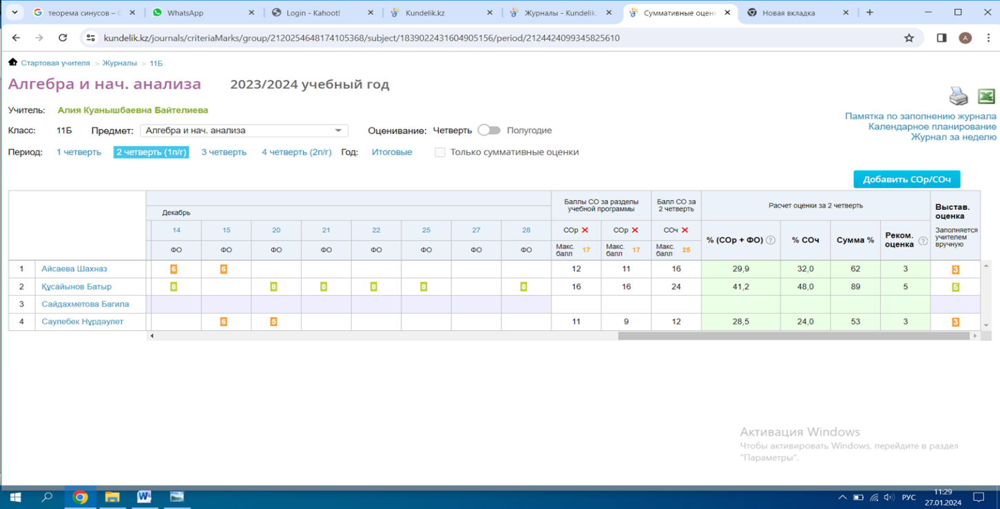 теорема синусов –
WhatsApp
Login - Kahoot!
Kundelik.kz
Журналы - Kundelik
Суммативные оцен
Новая вкладка
kundelik.kz/journals/criteriaMarks/group/2120254648174105368/subject/1839022431604905156/period/2124424099345825610
A
Стартовая учителя > Журналы > 11Б
Алгебра и нач. анализа 2023/2024 учебный год
Учитель: Алия Куанышбаевна Байтелиева
Памятка по заполнению журнала
Календарное планирование
Журнал за неделю
Класс: 11Б Предмет: Алгебра и нач. анализа Оценивание: Четверть Полугодие
Период: 1 четверть 2 четверть (1п/г) 3 четверть 4 четверть (2п/г) Год: Итоговые Только суммативные оценки
Добавить СОр/СОч
Декабрь
Баллы СО за разделы учебной программы
Балл СО за 2 четверть
Расчет оценки за 2 четверть
Выстав. оценка
Заполняется учителем вручную
14 15 20 21 22 25 27 28 СОр СОр СОч
% (СОр + ФО) ? % СОч Сумма % Реком. оценка ?
ФО ФО ФО ФО ФО ФО ФО ФО Макс. балл 17 Макс. балл 17 Макс. балл 25
1 Айсаева Шахназ 6 6 12 11 16 29,9 32,0 62 3 3
2 Құсайынов Батыр 8 8 8 8 8 8 16 16 24 41,2 48,0 89 5 5
3 Сайдахметова Багила
4 Саулебек Нұрдәулет 6 5 11 9 12 28,5 24,0 53 3 3
Активация Windows
Чтобы активировать Windows, перейдите в раздел
"Параметры".
РУС
11:29
27.01.2024